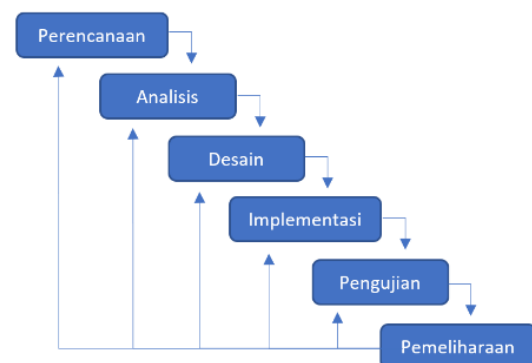 Perencanaan
Analisis
Desain
Implementasi
Pengujian
Pemeliharaan